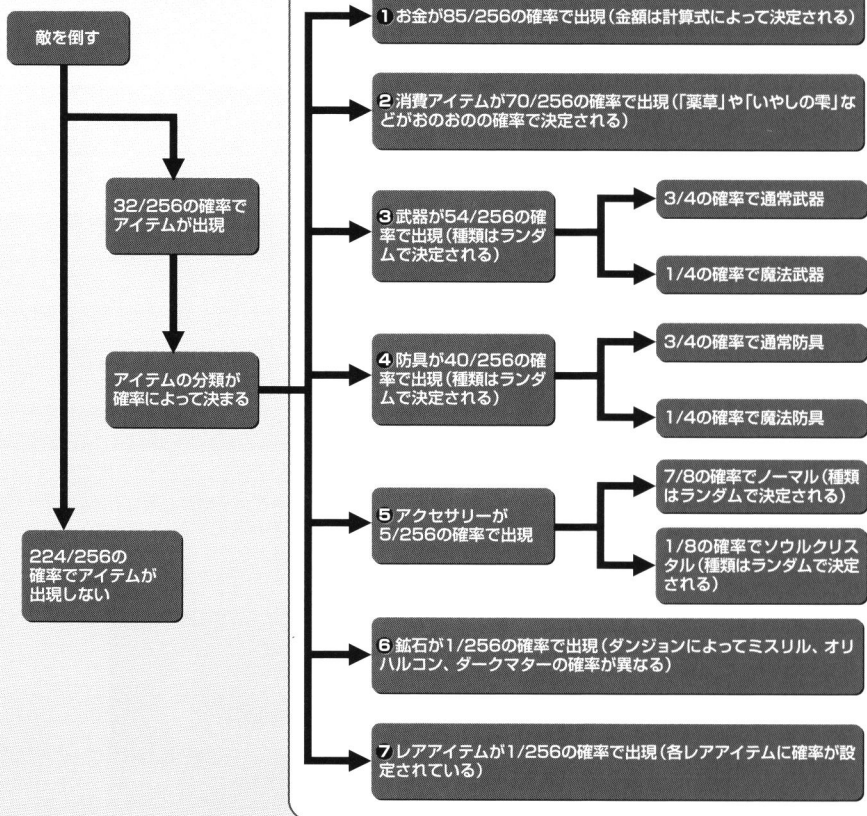 敵を倒す
32/256の確率で
アイテムが出現
アイテムの分類が
確率によって決まる
224/256の
確率でアイテムが
出現しない
❶お金が85/256の確率で出現(金額は計算式によって決定される)
❷消費アイテムが70/256の確率で出現(「薬草」や「いやしの雫」な
どがおのおのの確率で決定される)
❸武器が54/256の確
率で出現(種類はランダ
ムで決定される)
3/4の確率で通常武器
1/4の確率で魔法武器
❹防具が40/256の確
率で出現(種類はランダ
ムで決定される)
3/4の確率で通常防具
1/4の確率で魔法防具
❺アクセサリーが
5/256の確率で出現
7/8の確率でノーマル(種類
はランダムで決定される)
1/8の確率でソウルクリス
タル(種類はランダムで決定
される)
❻鉱石が1/256の確率で出現(ダンジョンによってミスリル、オリ
ハルコン、ダークマターの確率が異なる)
❼レアアイテムが1/256の確率で出現(各レアアイテムに確率が設
定されている)